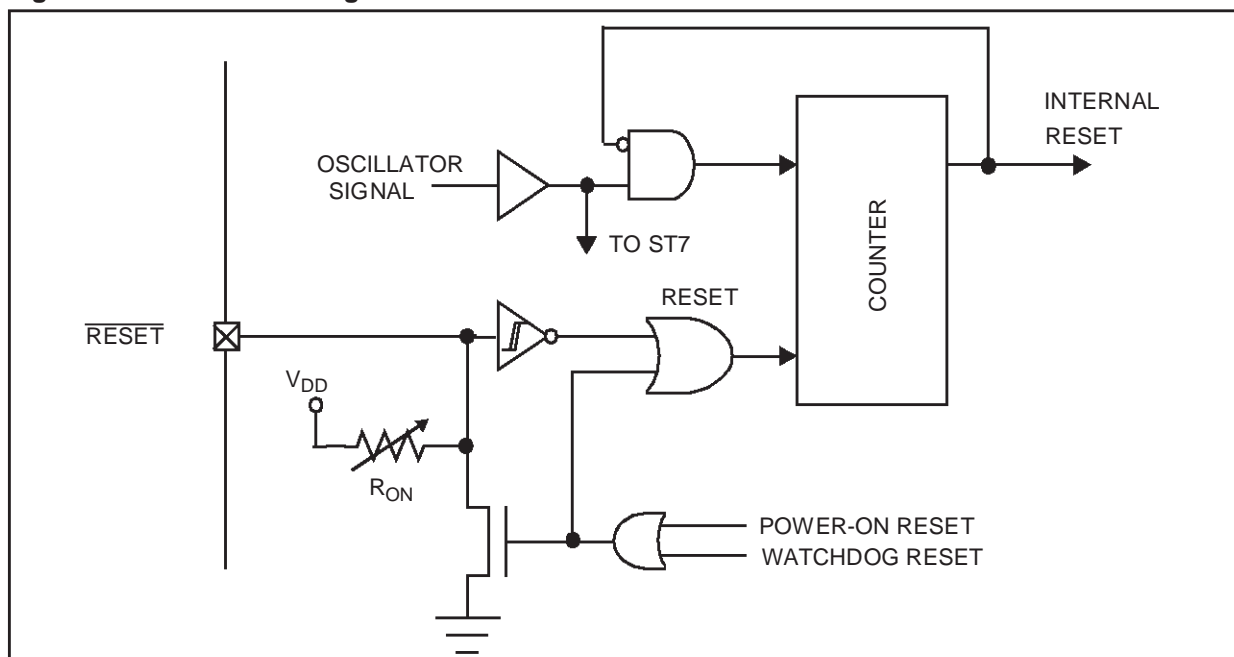 INTERNAL
RESET
OSCILLATOR
SIGNAL
TO ST7
COUNTER
RESET
RESET
VDD
RON
POWER-ON RESET
WATCHDOG RESET